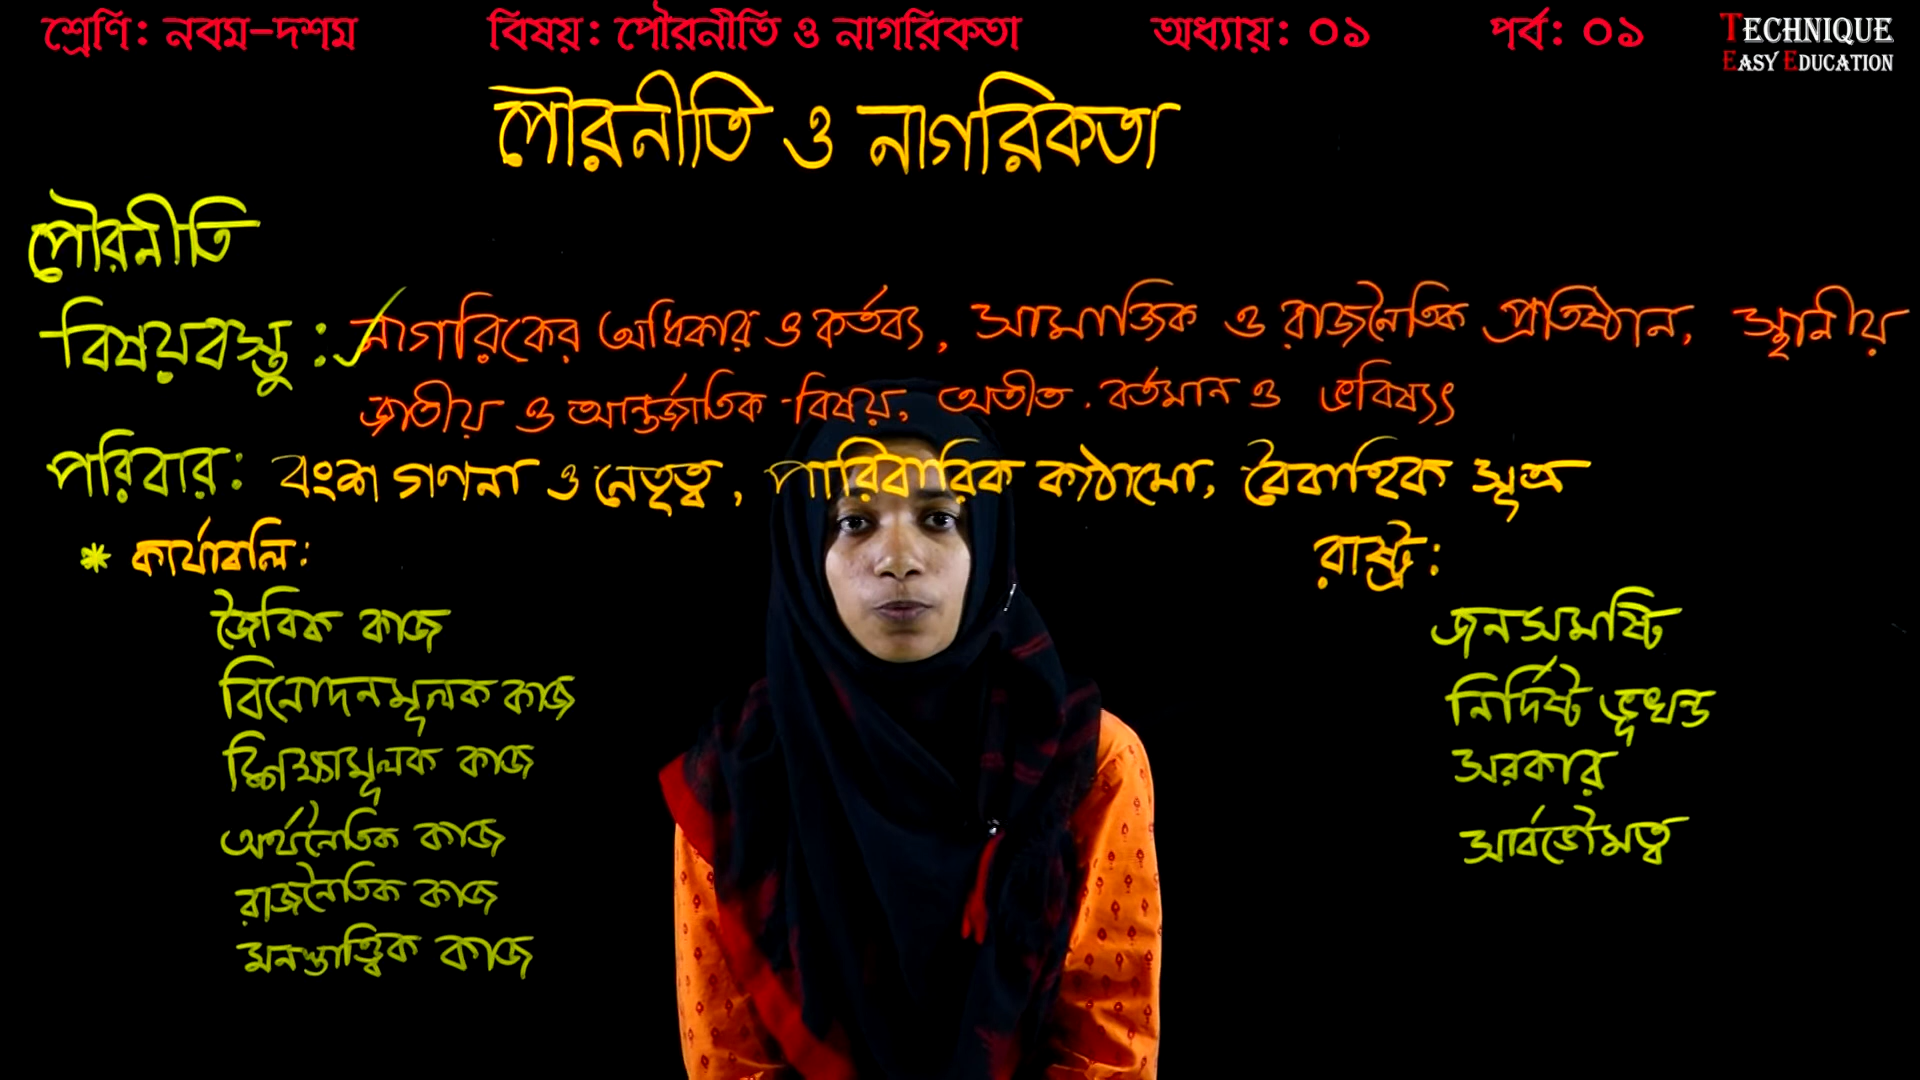 শ্রেণি: নবম-দশম বিষয়: পৌরনীতি ও নাগরিকতা অধ্যায়: ০১ পর্ব: ০১
TECHNIQUE
EASY EDUCATION
পৌরনীতি ও নাগরিকতা
পৌরনীতি
বিষয়বস্তু: নাগরিকের অধিকার ও কর্তব্য, সামাজিক ও রাজনৈতিক প্রতিষ্ঠান, স্থানীয়
জাতীয় ও আন্তর্জাতিক বিষয়, অতীত. বর্তমান ও ভবিষ্যৎ
পরিবার: বংশ গণনা ও নেতৃত্ব, পারিবারিক কাঠামো, বৈবাহিক সূত্র
* কার্যাবলি:
জৈবিক কাজ
বিনোদনমূলক কাজ
শিক্ষামূলক কাজ
অর্থনৈতিক কাজ
রাজনৈতিক কাজ
মনস্তাত্ত্বিক কাজ
রাষ্ট্র:
জনসমষ্টি
নির্দিষ্ট ভূখন্ড
সরকার
সার্বভৌমত্ব